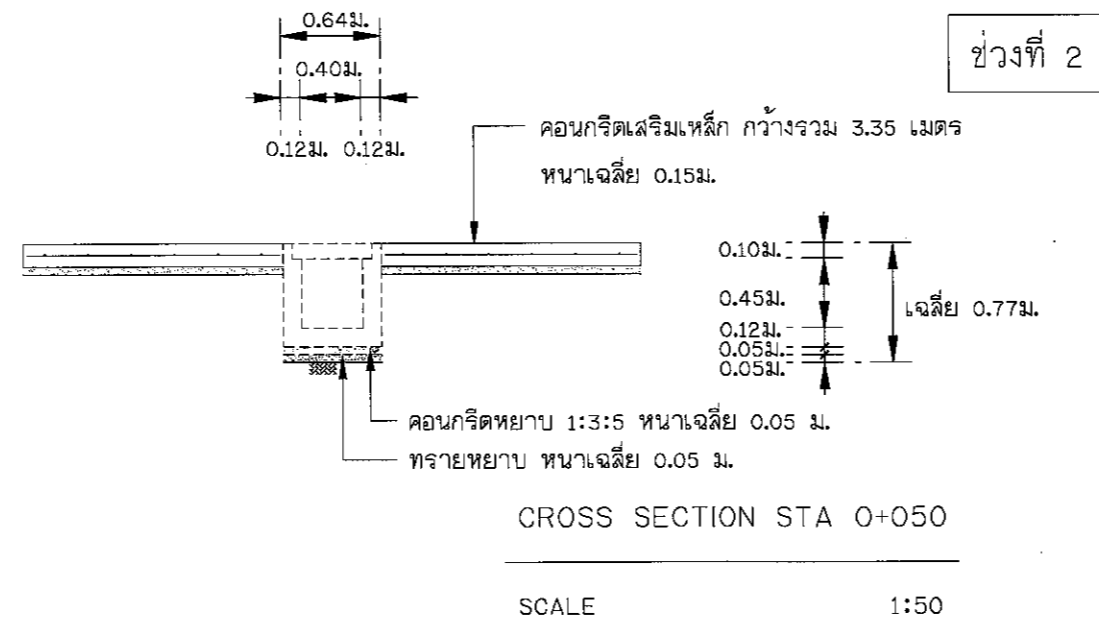 0.64ม.
ช่วงที่ 2
0.40ม.
0.12ม. 0.12ม.
คอนกรีตเสริมเหล็ก กว้างรวม 3.35 เมตร
หนาเฉลี่ย 0.15ม.
0.10ม.
0.45ม.
เฉลี่ย 0.77ม.
0.12ม.
0.05ม.
0.05ม.
คอนกรีตหยาบ 1:3:5 หนาเฉลี่ย 0.05 ม.
ทรายหยาบ หนาเฉลี่ย 0.05 ม.
CROSS SECTION STA 0+050
SCALE 1:50